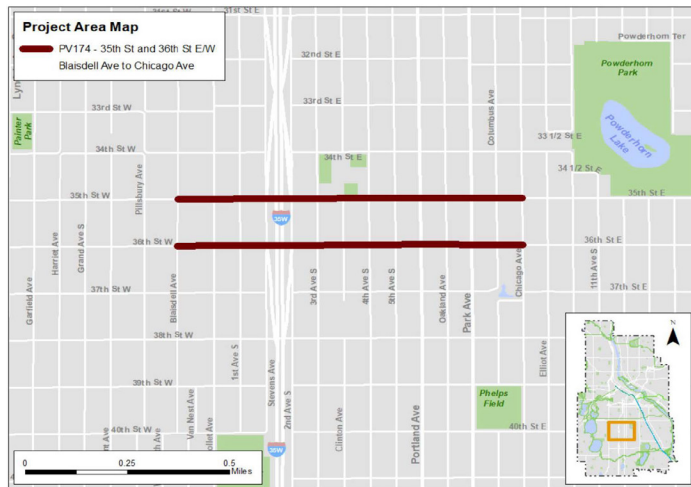 31st St E
Project Area Map
PV174 - 35th St and 36th St E/W
Blaisdell Ave to Chicago Ave
Powderhorn Ter
32nd St E
Powderhorn
Park
33rd St W
33rd St E
Columbus Ave
Powderhorn
Lake
Painter
Park
33 1/2 St E
34th St W
34th St E
34 1/2 St E
Pillsbury Ave
35th St W
35th St E
35W
36th St W
36th St E
Garfield Ave
Harriet Ave
Grand Ave S
Blaisdell Ave
3rd Ave S
4th Ave S
5th Ave S
Oakland Ave
Park Ave
Chicago Ave
11th Ave S
37th St W
37th St E
38th St W
1st Ave S
Stevens Ave
2nd Ave S
Elliot Ave
39th St W
Van Nest Ave
Clinton Ave
Portland Ave
Phelps
Field
40th St W
40th St E
35W
N
0 0.25 0.5
Miles